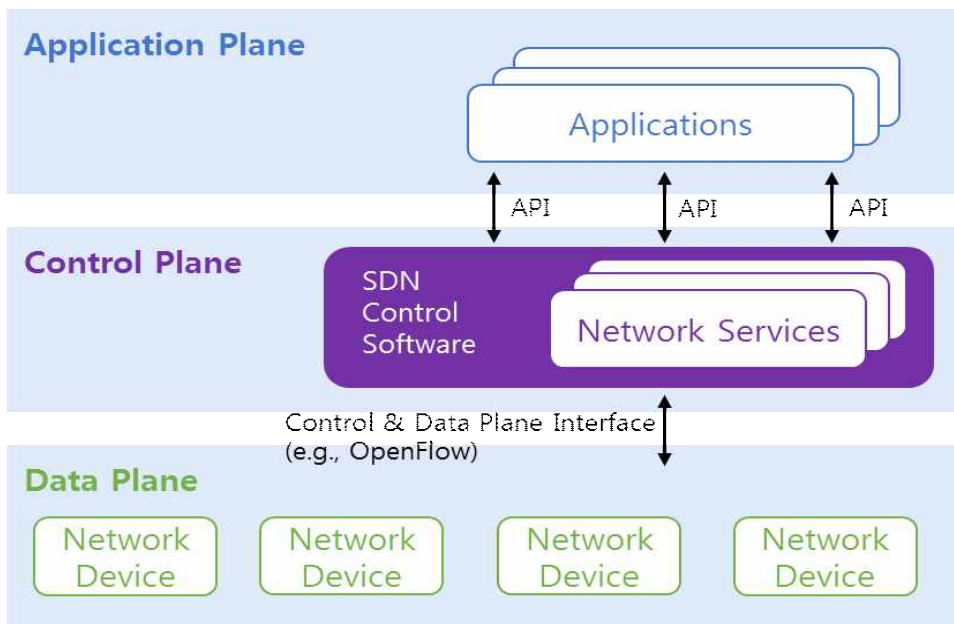 Application Plane
Applications
API
API
API
Control Plane
SDN
Control
Software
Network Services
Control & Data Plane Interface
(e.g., OpenFlow)
Data Plane
Network
Device
Network
Device
Network
Device
Network
Device